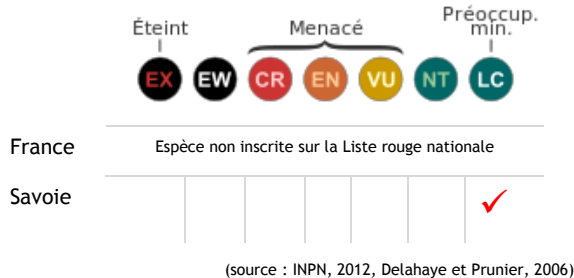 Préoccup.
Éteint Menacé min.
EX EW CR EN VU NT LC
France Espèce non inscrite sur la Liste rouge nationale
Savoie
(source : INPN, 2012, Delahaye et Prunier, 2006)